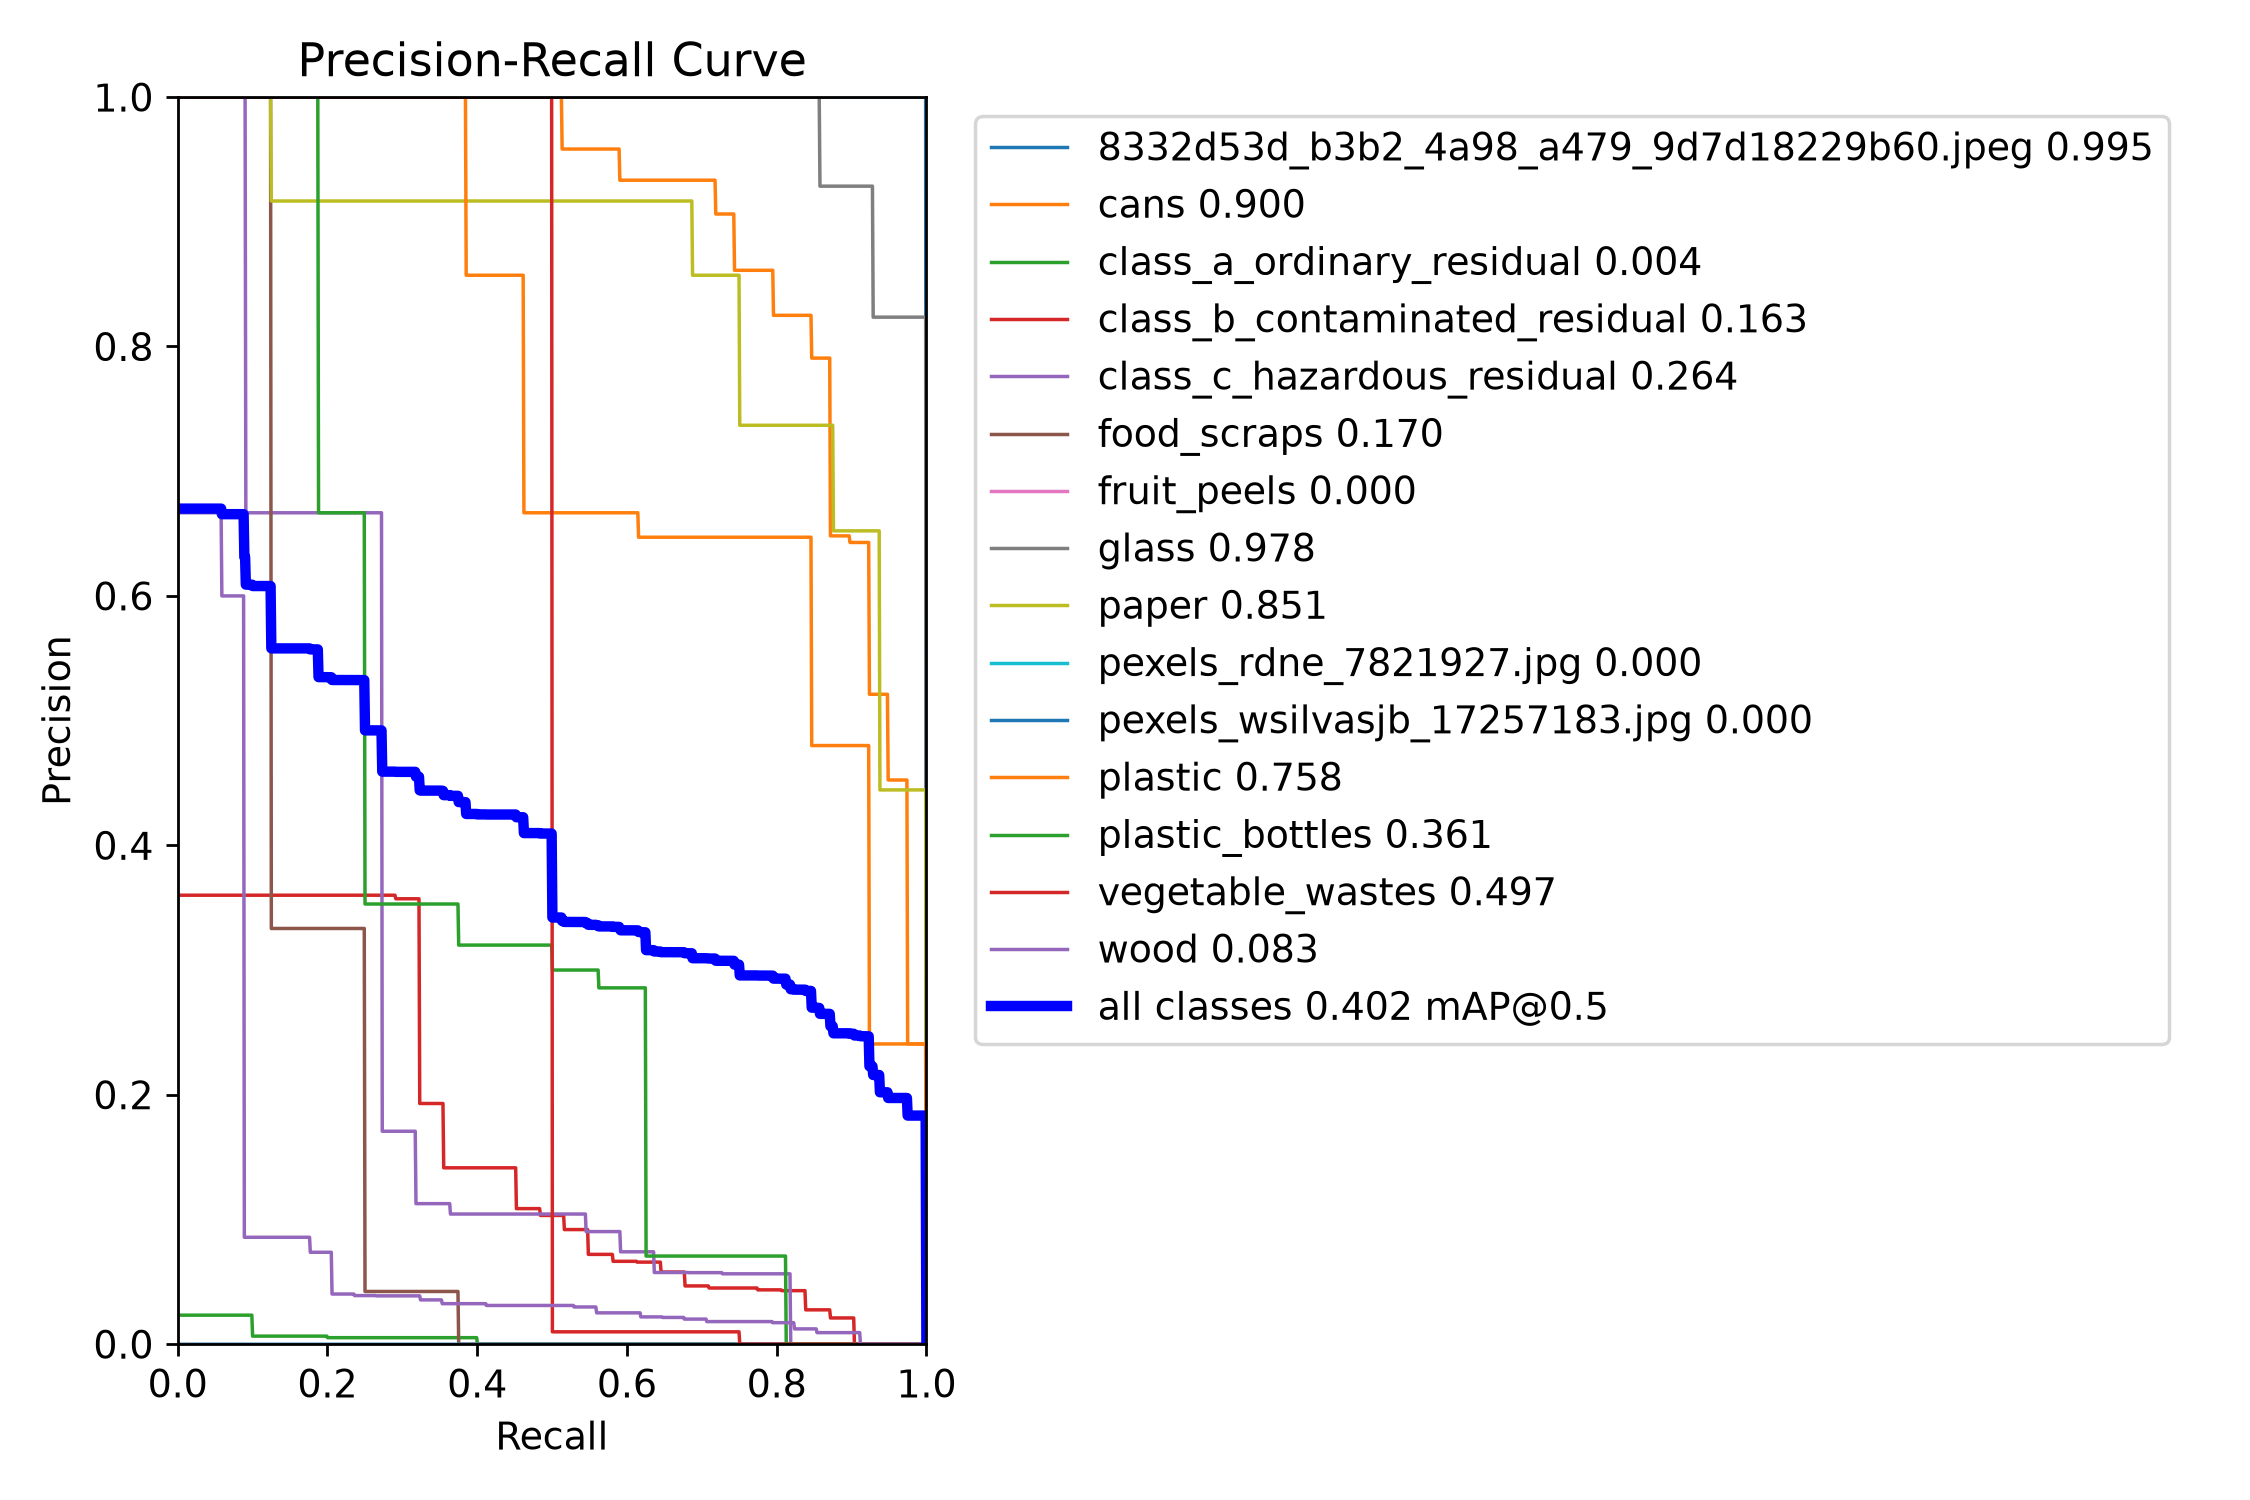 Precision-Recall Curve
1.0
0.8
0.6
0.4
0.2
0.0
Precision
0.0 0.2 0.4 0.6 0.8 1.0
Recall
8332d53d_b3b2_4a98_a479_9d7d18229b60.jpeg 0.995
cans 0.900
class_a_ordinary_residual 0.004
class_b_contaminated_residual 0.163
class_c_hazardous_residual 0.264
food_scraps 0.170
fruit_peels 0.000
glass 0.978
paper 0.851
pexels_rdne_7821927.jpg 0.000
pexels_wsilvasjb_17257183.jpg 0.000
plastic 0.758
plastic_bottles 0.361
vegetable_wastes 0.497
wood 0.083
all classes 0.402 mAP@0.5